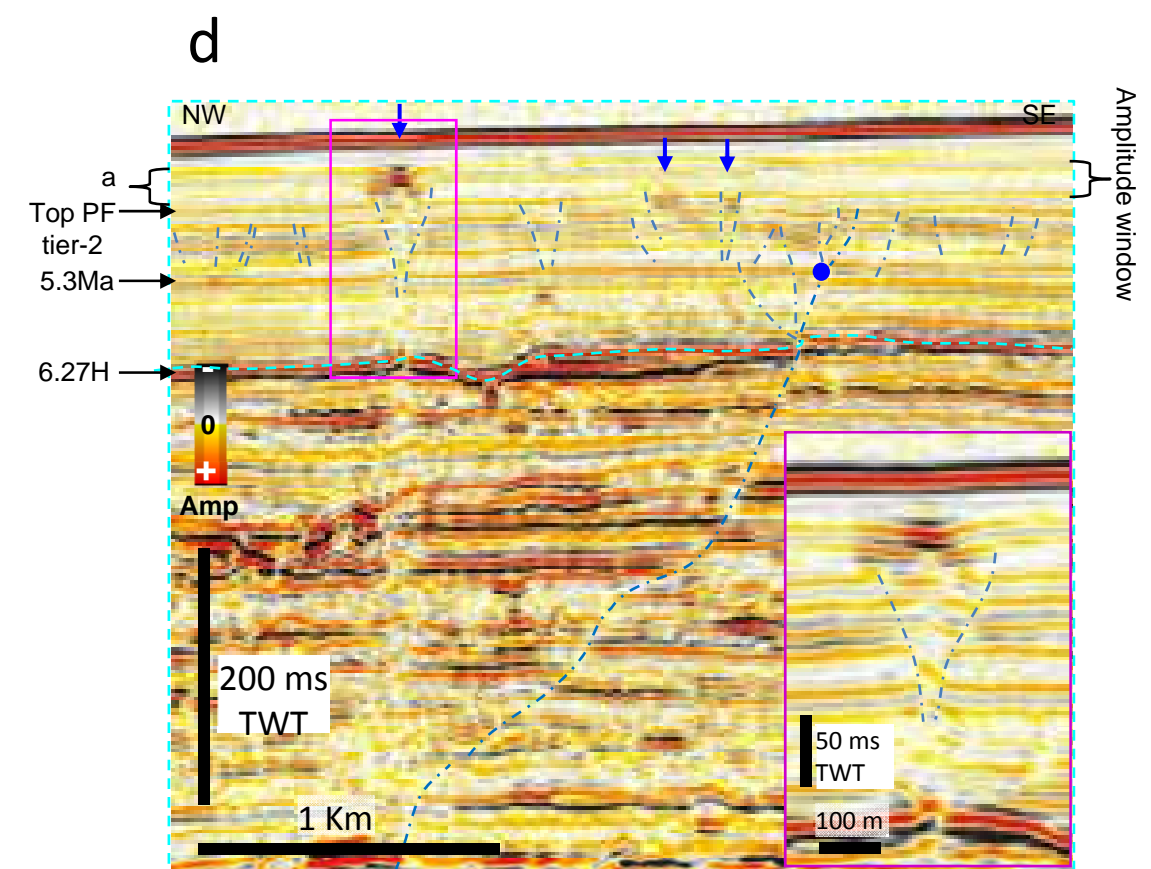 d
NW
SE
a
Top PF
tier-2
5.3Ma
6.27H
Amplitude window
-
0
+
Amp
200 ms
TWT
1 Km
50 ms
TWT
100 m